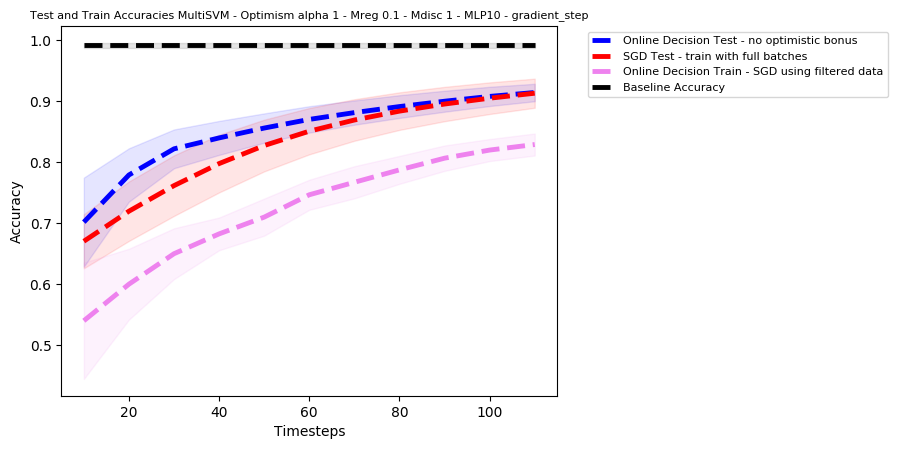 Test and Train Accuracies MultiSVM - Optimism alpha 1 - Mreg 0.1 - Mdisc 1 - MLP10 - gradient_step
Online Decision Test - no optimistic bonus
SGD Test - train with full batches
Online Decision Train - SGD using filtered data
Baseline Accuracy
Accuracy
1.0
0.9
0.8
0.7
0.6
0.5
20 40 60 80 100
Timesteps